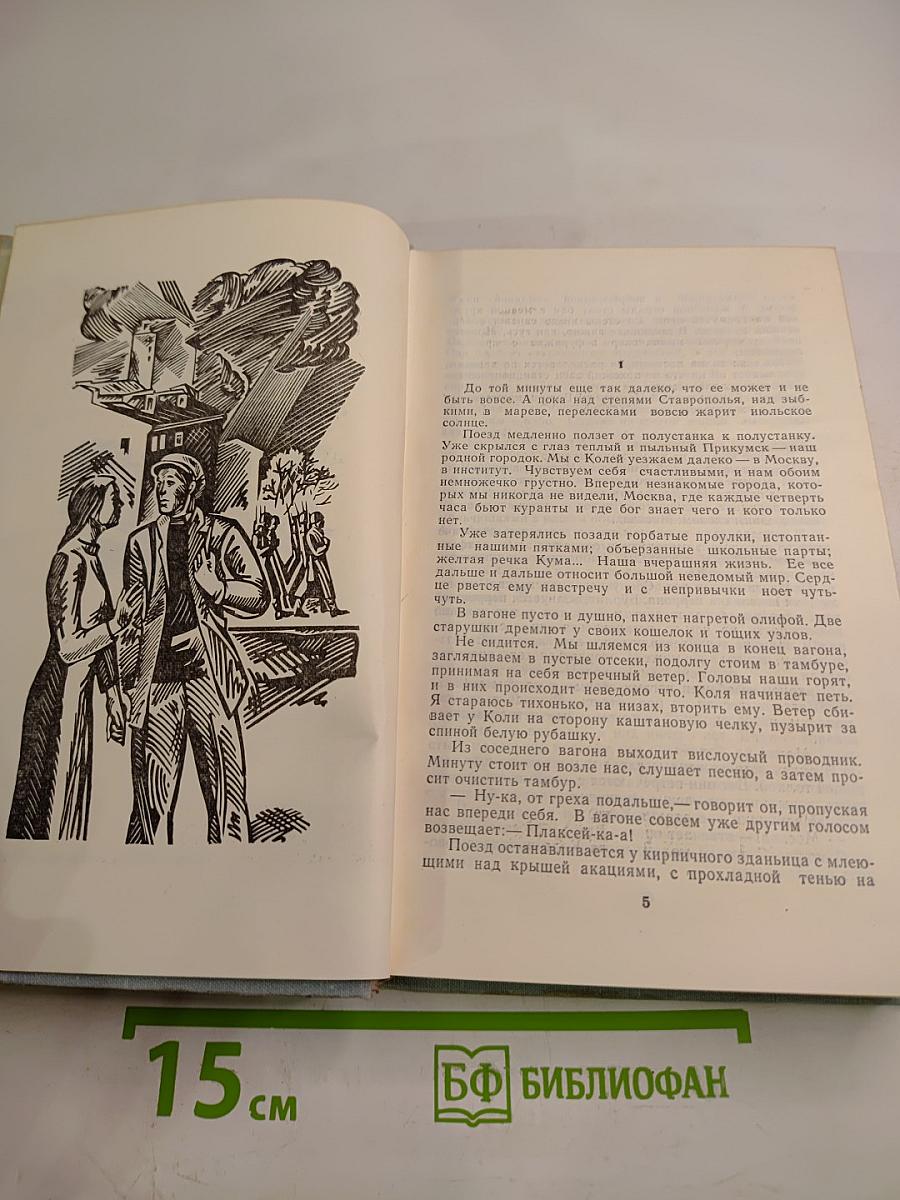 1
До той минуты еще так далеко, что ее может и не
быть вовсе. А пока над степями Ставрополья, над зыб-
кими, в мареве, перелесками вовсю жарит июльское
солнце.
Поезд медленно ползет от полустанка к полустанку.
Уже скрылся с глаз теплый и пыльный Прикумск — наш
родной городок. Мы с Колей уезжаем далеко — в Москву,
в институт. Чувствуем себя счастливыми, и нам обоим
немножечко грустно. Впереди незнакомые города, кото-
рых мы никогда не видели, Москва, где каждые четверть
часа бьют куранты и где бог знает чего и кого только
нет.
Уже затерялись позади горбатые проулки, истоптан-
ные нашими пятками; объерзанные школьные парты;
желтая речка Кума... Наша вчерашняя жизнь. Ее все
дальше и дальше относит большой неведомый мир. Серд-
це рвется ему навстречу и с непривычки ноет чуть-
чуть.
В вагоне пусто и душно, пахнет нагретой олифой. Две
старушки дремлют у своих кошелок и тощих узлов.
Не сидится. Мы шляемся из конца в конец вагона,
заглядываем в пустые отсеки, подолгу стоим в тамбуре,
принимая на себя встречный ветер. Головы наши горят,
и в них происходит неведомо что. Коля начинает петь.
Я стараюсь тихонько, на низах, вторить ему. Ветер сби-
вает у Коли на сторону каштановую челку, пузырит за
спиной белую рубашку.
Из соседнего вагона выходит вислоусый проводник.
Минуту стоит он возле нас, слушает песню, а затем про-
сит очистить тамбур.
— Ну-ка, от греха подальше,— говорит он, пропуская
нас впереди себя. В вагоне совсем уже другим голосом
возвещает:— Плаксей-ка-а!
Поезд останавливается у кирпичного зданьица с млею-
щими над крышей акациями, с прохладной тенью на
5
15 см
БФ БИБЛИОФАН